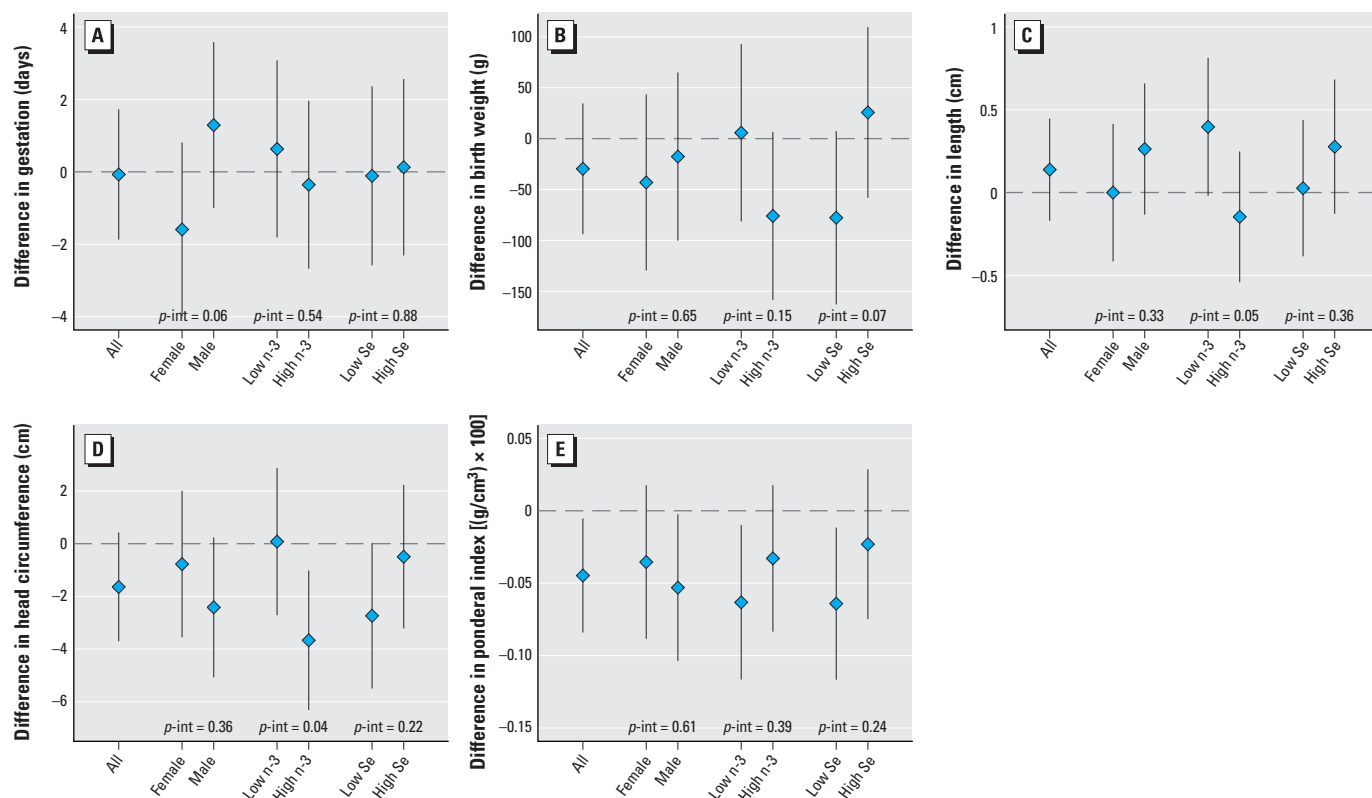 A
Difference in gestation (days)
4
2
0
–2
–4
p-int = 0.06
p-int = 0.54
p-int = 0.88
All
Female
Male
Low n-3
High n-3
Low Se
High Se
B
Difference in birth weight (g)
100
50
0
–50
–100
–150
p-int = 0.65
p-int = 0.15
p-int = 0.07
All
Female
Male
Low n-3
High n-3
Low Se
High Se
C
Difference in length (cm)
1
0.5
0
–0.5
p-int = 0.33
p-int = 0.05
p-int = 0.36
All
Female
Male
Low n-3
High n-3
Low Se
High Se
D
Difference in head circumference (cm)
2
0
–2
–4
–6
p-int = 0.36
p-int = 0.04
p-int = 0.22
All
Female
Male
Low n-3
High n-3
Low Se
High Se
E
Difference in ponderal index [(g/cm³) × 100]
0.05
0
–0.05
–0.10
–0.15
p-int = 0.61
p-int = 0.39
p-int = 0.24
All
Female
Male
Low n-3
High n-3
Low Se
High Se